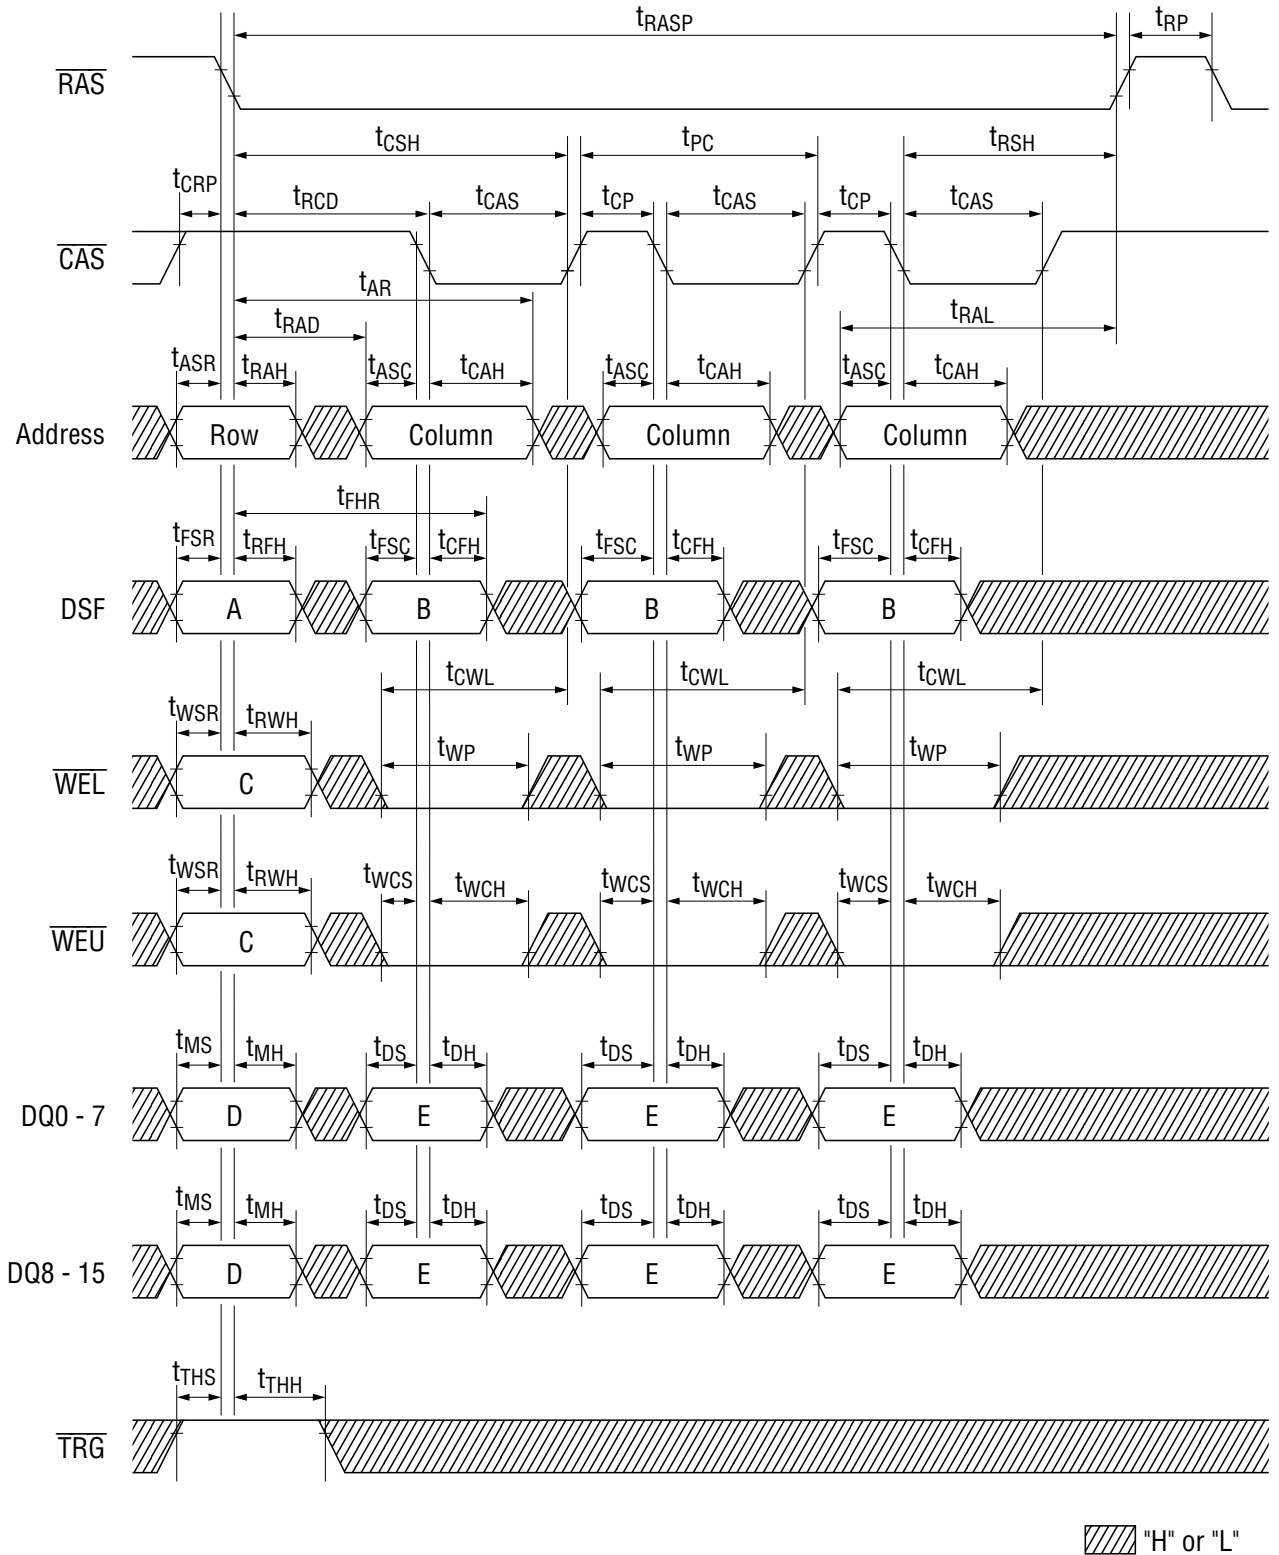 tRASP tRP
RAS
tCSH tPC tRSH
tCRP tRCD tCAS tCP tCAS tCP tCAS
CAS
tAR
tRAD tRAL
tASR tRAH tASC tCAH tASC tCAH tASC tCAH
Address Row Column Column Column
tFHR
tFSR tRFH tFSC tCFH tFSC tCFH tFSC tCFH
DSF A B B B
tCWL tCWL tCWL
tWSR tRWH
tWP tWP tWP
WEL C
tWSR tRWH tWCS tWCH tWCS tWCH tWCS tWCH
WEU C
tMS tMH tDS tDH tDS tDH tDS tDH
DQ0 - 7 D E E E
tMS tMH tDS tDH tDS tDH tDS tDH
DQ8 - 15 D E E E
tTHS tTHH
TRG
"H" or "L"